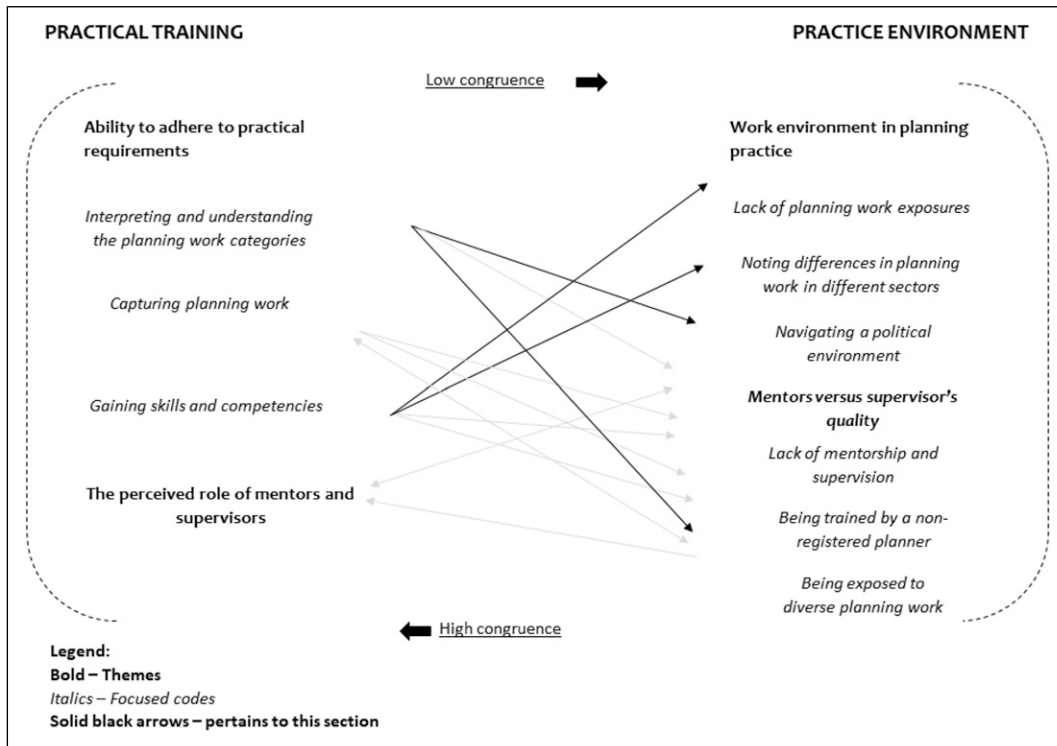 PRACTICAL TRAINING
PRACTICE ENVIRONMENT
Low congruence
Ability to adhere to practical
requirements
Interpreting and understanding
the planning work categories
Capturing planning work
Gaining skills and competencies
The perceived role of mentors and
supervisors
Work environment in planning
practice
Lack of planning work exposures
Noting differences in planning
work in different sectors
Navigating a political
environment
Mentors versus supervisor's
quality
Lack of mentorship and
supervision
Being trained by a non-
registered planner
Being exposed to
diverse planning work
High congruence
Legend:
Bold – Themes
Italics – Focused codes
Solid black arrows – pertains to this section